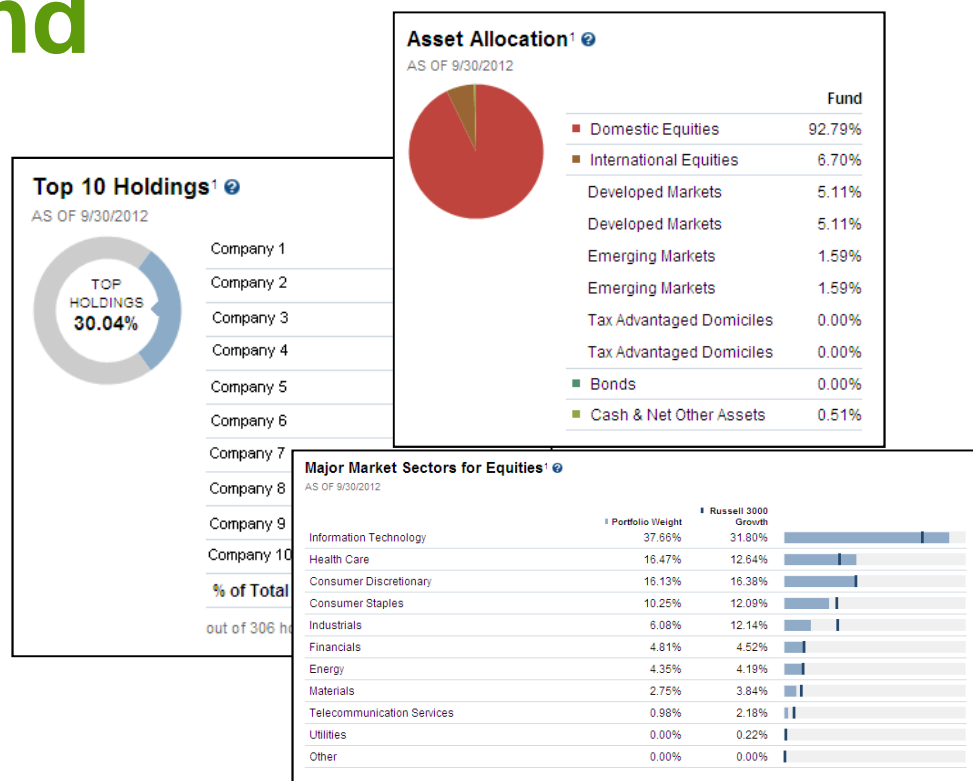 nd
Asset Allocation¹
AS OF 9/30/2012
Fund
Domestic Equities 92.79%
International Equities 6.70%
Developed Markets 5.11%
Developed Markets 5.11%
Emerging Markets 1.59%
Emerging Markets 1.59%
Tax Advantaged Domiciles 0.00%
Tax Advantaged Domiciles 0.00%
Bonds 0.00%
Cash & Net Other Assets 0.51%
Top 10 Holdings¹
AS OF 9/30/2012
TOP
HOLDINGS
30.04%
Company 1
Company 2
Company 3
Company 4
Company 5
Company 6
Company 7
Company 8
Company 9
Company 10
% of Total
out of 306 ho
Major Market Sectors for Equities¹
AS OF 9/30/2012
Portfolio Weight Russell 3000 Growth
Information Technology 37.66% 31.80%
Health Care 16.47% 12.64%
Consumer Discretionary 16.13% 16.38%
Consumer Staples 10.25% 12.09%
Industrials 6.08% 12.14%
Financials 4.81% 4.52%
Energy 4.35% 4.19%
Materials 2.75% 3.84%
Telecommunication Services 0.98% 2.18%
Utilities 0.00% 0.22%
Other 0.00% 0.00%